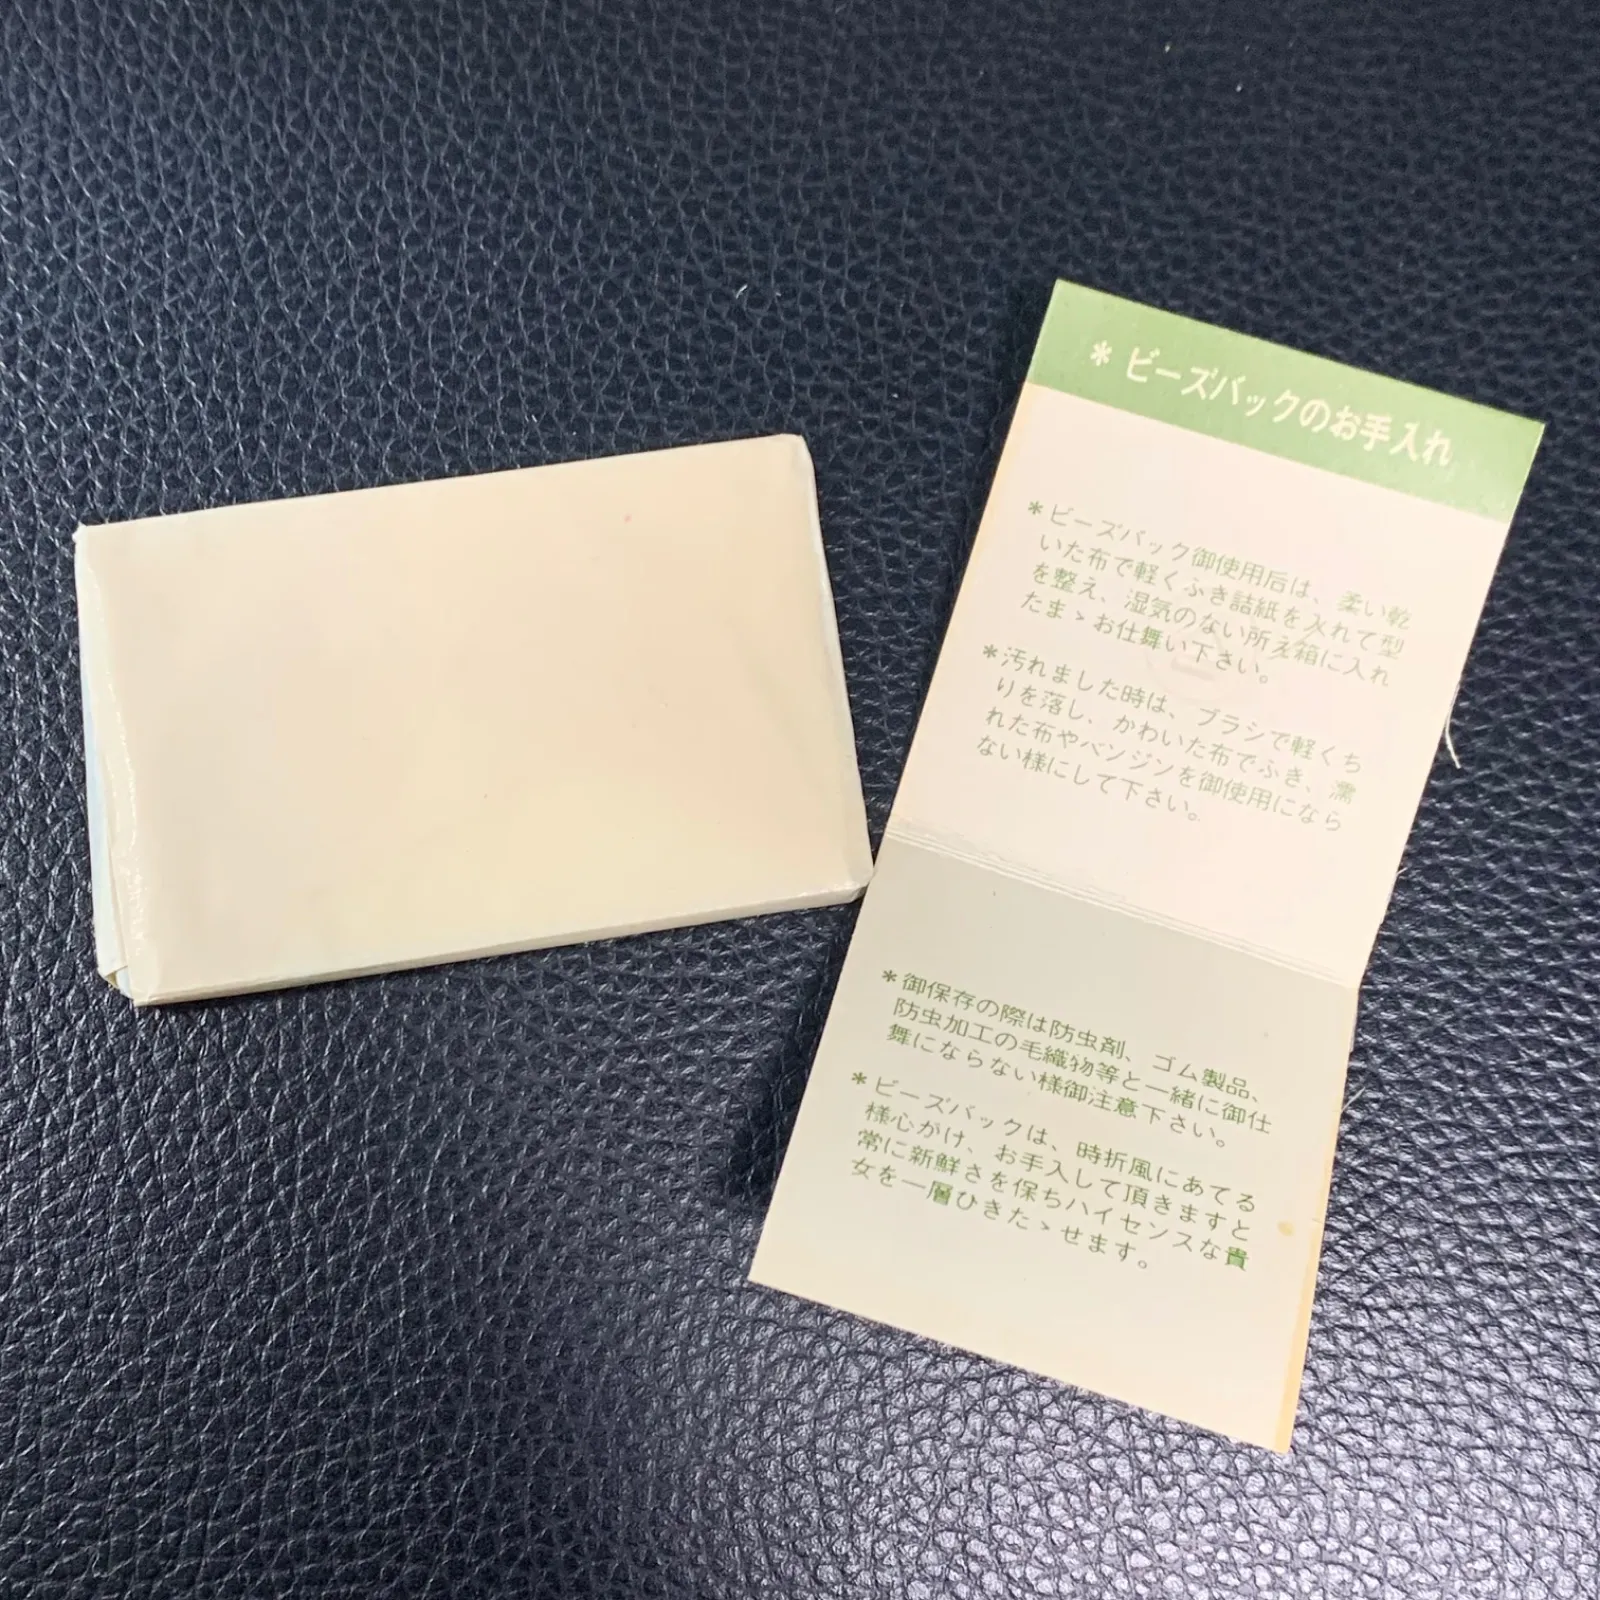 ＊ ビーズバックのお手入れ
＊ビーズバック御使用后は、柔い乾
いた布で軽くふき詰紙を入れて型
を整え、湿気のない所え箱に入れ
たまゝお仕舞い下さい。
＊汚れました時は、ブラシで軽くち
りを落し、かわいた布でふき、濡
れた布やベンジンを御使用になら
ない様にして下さい。
＊御保存の際は防虫剤、ゴム製品、
防虫加工の毛織物等と一緒に御仕
舞にならない様御注意下さい。
＊ビーズバックは、時折風にあてる
様心がけ、お手入して頂きますと
常に新鮮さを保ちハイセンスな貴
女を一層ひきたゝせます。